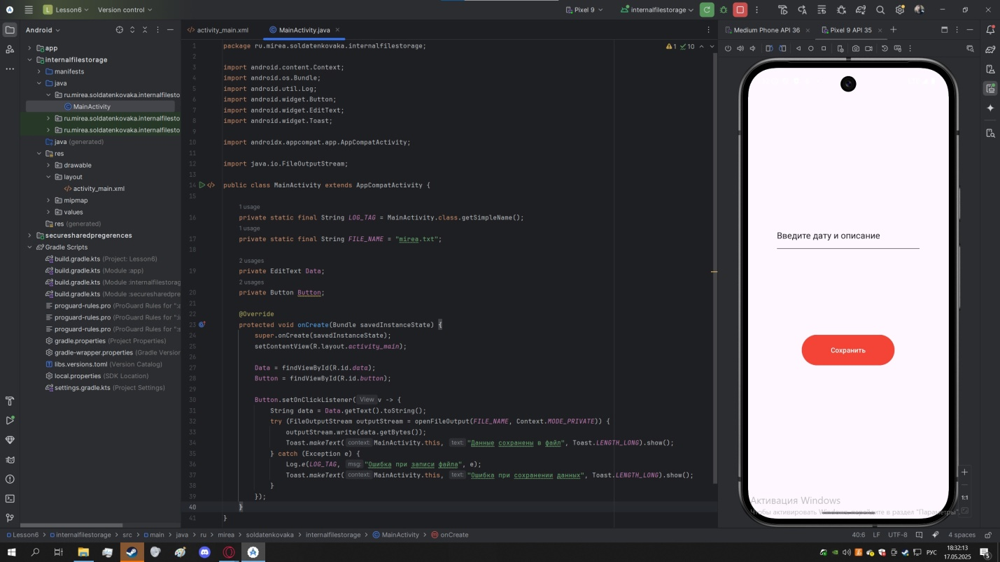 Lesson6 Version control Pixel 9 internalfilestorage
Android
activity_main.xml MainActivity.java
Medium Phone API 36 Pixel 9 API 35
app
internalfilestorage
manifests
java
ru.mirea.soldatenkovaka.internalfilesto
MainActivity
ru.mirea.soldatenkovaka.internalfilesto
ru.mirea.soldatenkovaka.internalfilesto
java (generated)
res
drawable
layout
activity_main.xml
mipmap
values
res (generated)
securesharedpregerences
Gradle Scripts
build.gradle.kts (Project: Lesson6)
build.gradle.kts (Module :app)
build.gradle.kts (Module :internalfilestorag
build.gradle.kts (Module :securesharedpre
proguard-rules.pro (ProGuard Rules for ":a
proguard-rules.pro (ProGuard Rules for ":i
proguard-rules.pro (ProGuard Rules for ":s
gradle.properties (Project Properties)
gradle-wrapper.properties (Gradle Version
libs.versions.toml (Version Catalog)
local.properties (SDK Location)
settings.gradle.kts (Project Settings)
1 10
1 package ru.mirea.soldatenkovaka.internalfilestorage;
2
3 import android.content.Context;
4 import android.os.Bundle;
5 import android.util.Log;
6 import android.widget.Button;
7 import android.widget.EditText;
8 import android.widget.Toast;
9
10 import androidx.appcompat.app.AppCompatActivity;
11
12 import java.io.FileOutputStream;
13
14 public class MainActivity extends AppCompatActivity {
15
1 usage
16 private static final String LOG_TAG = MainActivity.class.getSimpleName();
1 usage
17 private static final String FILE_NAME = "mirea.txt";
18
2 usages
19 private EditText Data;
2 usages
20 private Button Button;
21
22 @Override
23 protected void onCreate(Bundle savedInstanceState) {
24 super.onCreate(savedInstanceState);
25 setContentView(R.layout.activity_main);
26
27 Data = findViewById(R.id.data);
28 Button = findViewById(R.id.button);
29
30 Button.setOnClickListener( View v -> {
31 String data = Data.getText().toString();
32 try (FileOutputStream outputStream = openFileOutput(FILE_NAME, Context.MODE_PRIVATE)) {
33 outputStream.write(data.getBytes());
34 Toast.makeText( context: MainActivity.this, text: "Данные сохранены в файл", Toast.LENGTH_LONG).show();
35 } catch (Exception e) {
36 Log.e(LOG_TAG, msg: "Ошибка при записи файла", e);
37 Toast.makeText( context: MainActivity.this, text: "Ошибка при сохранении данных", Toast.LENGTH_LONG).show();
38 }
39 });
40 }
41 }
Введите дату и описание
Сохранить
1:1
Активация Windows
Чтобы активировать Windows, перейдите в раздел "Параметры".
Lesson6 internalfilestorage src main java ru mirea soldatenkovaka internalfilestorage MainActivity onCreate
40:6 LF UTF-8 4 spaces
РУС
18:32:13
17.05.2025
5